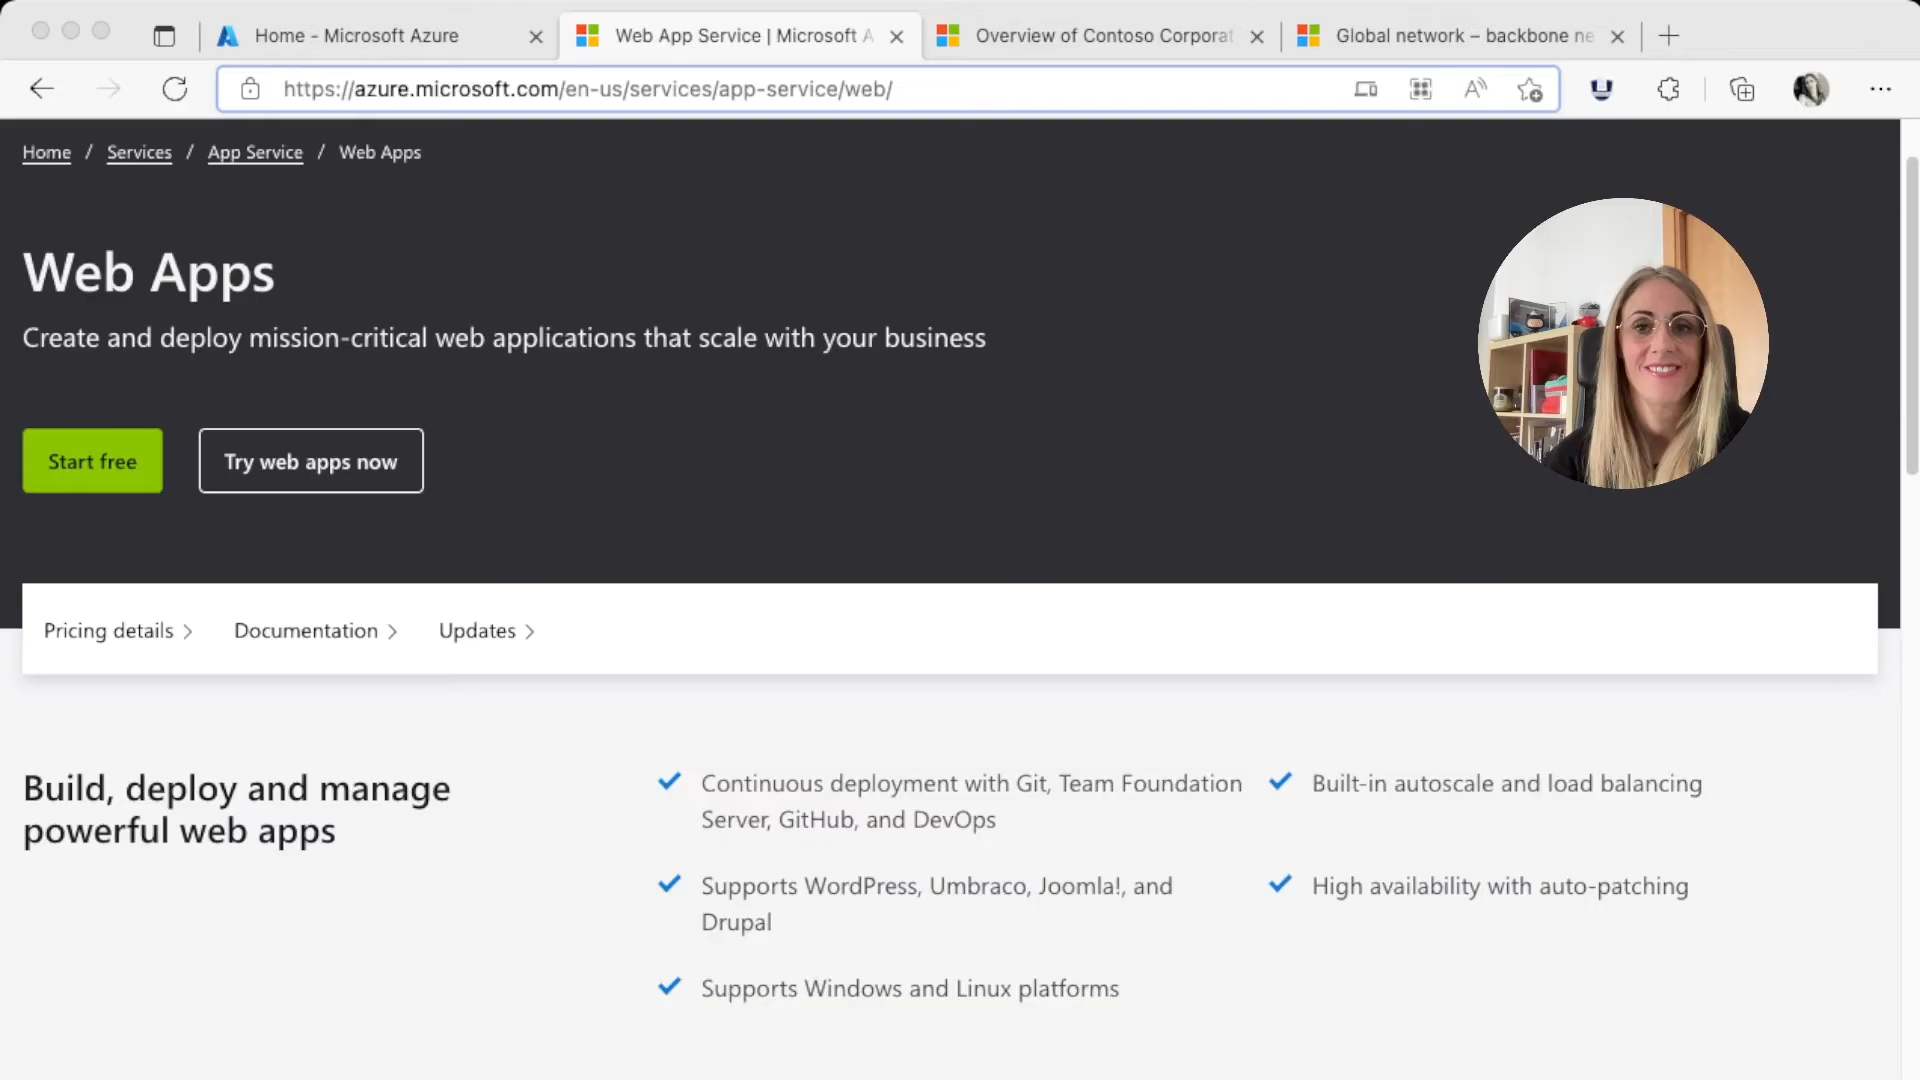 Home - Microsoft Azure
Web App Service | Microsoft A
Overview of Contoso Corporat
Global network – backbone ne
https://azure.microsoft.com/en-us/services/app-service/web/
Home / Services / App Service / Web Apps
Web Apps
Create and deploy mission-critical web applications that scale with your business
Start free
Try web apps now
Pricing details
Documentation
Updates
Build, deploy and manage
powerful web apps
Continuous deployment with Git, Team Foundation
Server, GitHub, and DevOps
Supports WordPress, Umbraco, Joomla!, and
Drupal
Supports Windows and Linux platforms
Built-in autoscale and load balancing
High availability with auto-patching